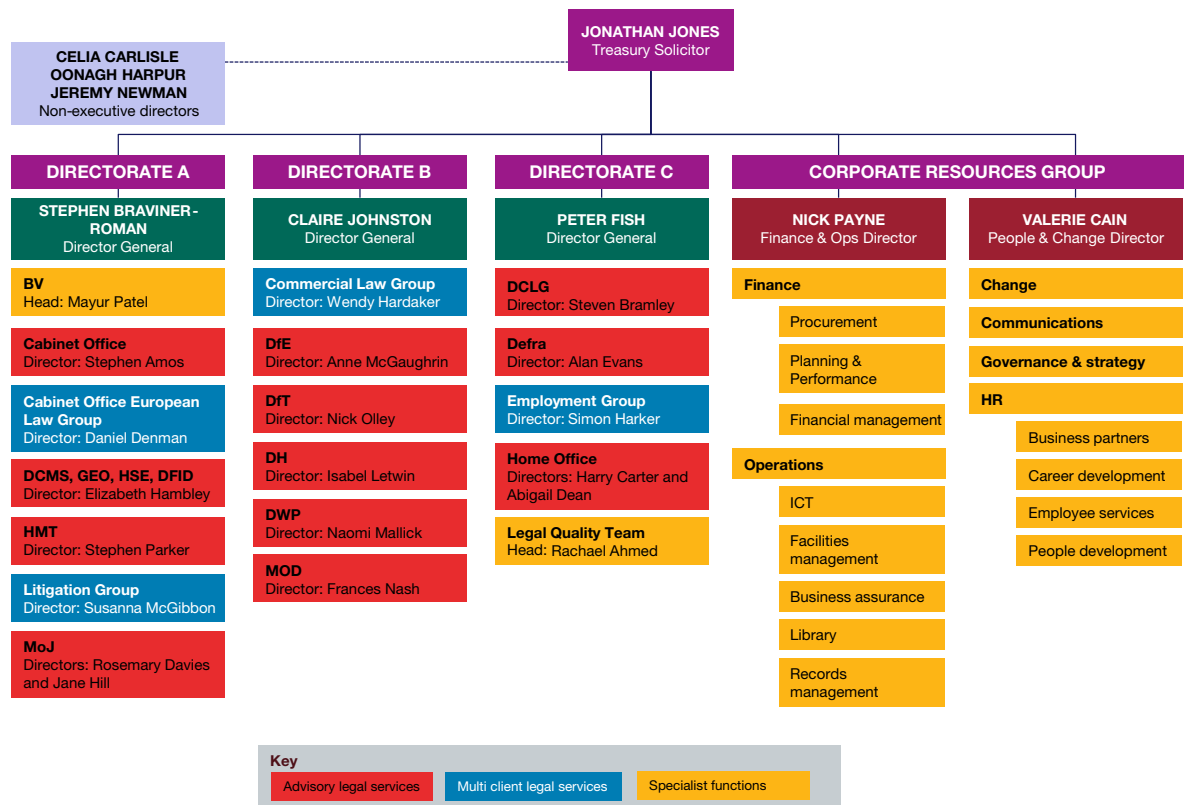 JONATHAN JONES
Treasury Solicitor
CELIA CARLISLE
OONAGH HARPUR
JEREMY NEWMAN
Non-executive directors
DIRECTORATE A
STEPHEN BRAVINER-
ROMAN
Director General
BV
Head: Mayur Patel
Cabinet Office
Director: Stephen Amos
Cabinet Office European
Law Group
Director: Daniel Denman
DCMS, GEO, HSE, DFID
Director: Elizabeth Hambley
HMT
Director: Stephen Parker
Litigation Group
Director: Susanna McGibbon
MoJ
Directors: Rosemary Davies
and Jane Hill
DIRECTORATE B
CLAIRE JOHNSTON
Director General
Commercial Law Group
Director: Wendy Hardaker
DfE
Director: Anne McGaughrin
DfT
Director: Nick Olley
DH
Director: Isabel Letwin
DWP
Director: Naomi Mallick
MOD
Director: Frances Nash
DIRECTORATE C
PETER FISH
Director General
DCLG
Director: Steven Bramley
Defra
Director: Alan Evans
Employment Group
Director: Simon Harker
Home Office
Directors: Harry Carter and
Abigail Dean
Legal Quality Team
Head: Rachael Ahmed
CORPORATE RESOURCES GROUP
NICK PAYNE
Finance & Ops Director
Finance
Procurement
Planning &
Performance
Financial management
Operations
ICT
Facilities
management
Business assurance
Library
Records
management
VALERIE CAIN
People & Change Director
Change
Communications
Governance & strategy
HR
Business partners
Career development
Employee services
People development
Key
Advisory legal services
Multi client legal services
Specialist functions